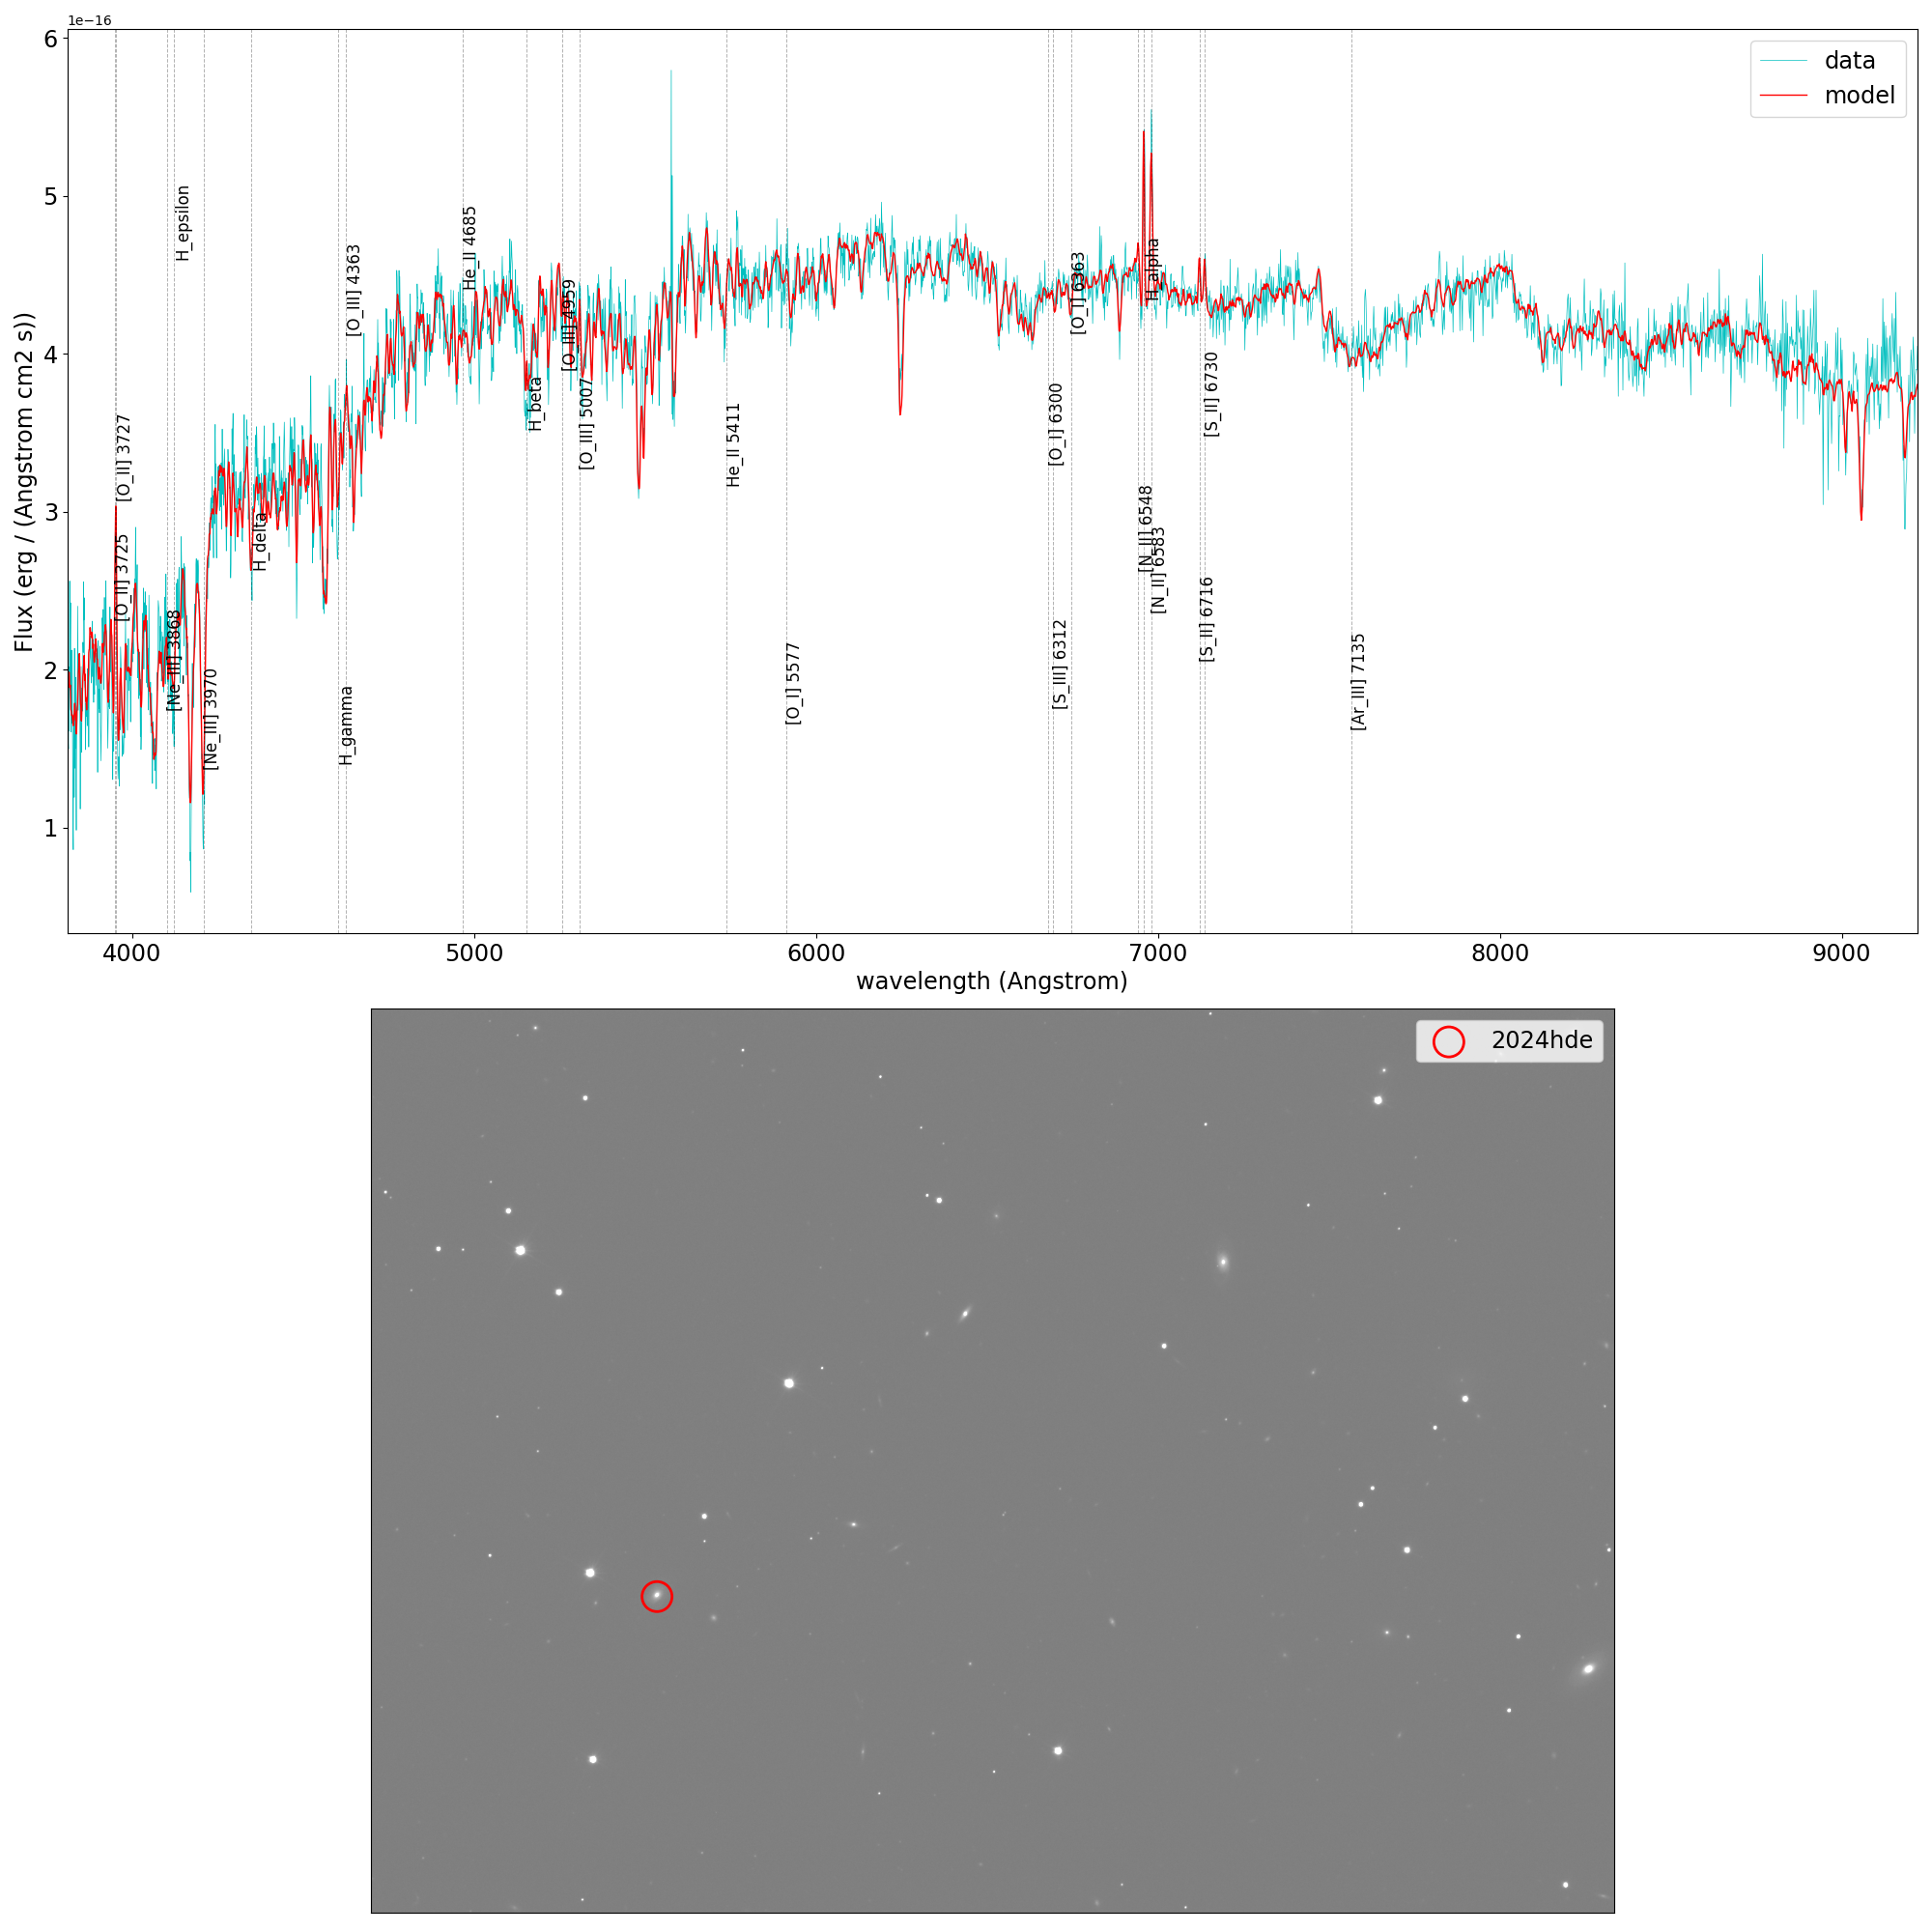 1e−16
6
5
4
3
2
1
Flux (erg / (Angstrom cm2 s))
data
model
[O_II] 3725
[O_II] 3727
[Ne_III] 3868
H_epsilon
[Ne_III] 3970
H_delta
H_gamma
[O_III] 4363
He_II 4685
H_beta
[O_III] 4959
[O_III] 5007
He_II 5411
[O_I] 5577
[O_I] 6300
[S_III] 6312
[O_I] 6363
[N_II] 6548
H_alpha
[N_II] 6583
[S_II] 6716
[S_II] 6730
[Ar_III] 7135
4000 5000 6000 7000 8000 9000
wavelength (Angstrom)
2024hde